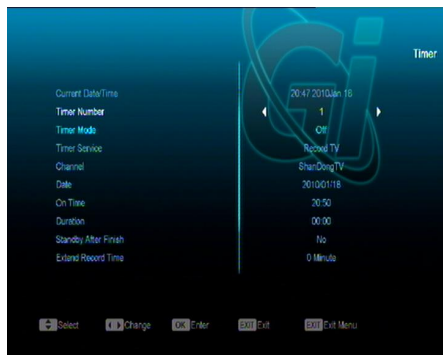 Timer
Current Date/Time 20:47 2010Jan 18
Timer Number 1
Timer Mode Off
Timer Service Record TV
Channel ShanDongTV
Date 2010/01/18
On Time 20:50
Duration 00:00
Standby After Finish No
Extend Record Time 0 Minute
Select Change OK Enter EXIT Exit EXIT Exit Menu